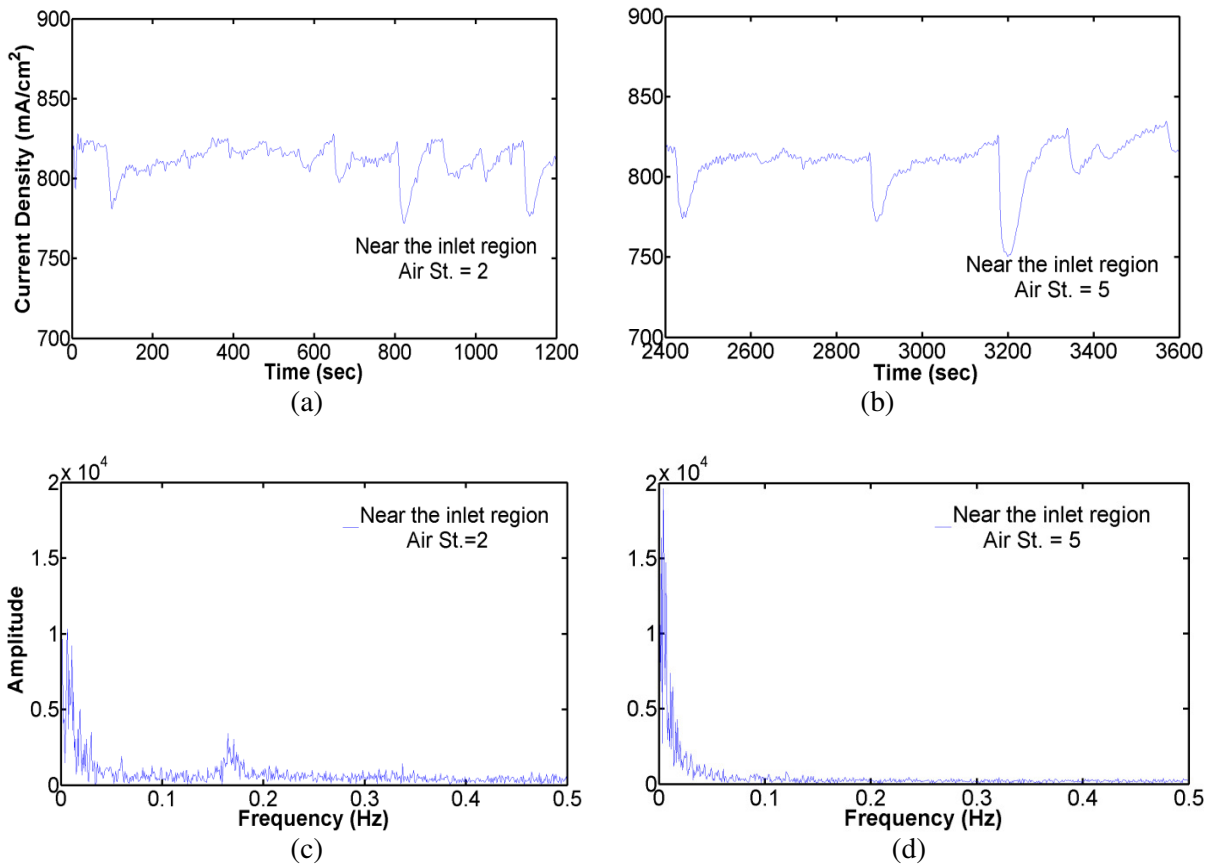 900
850
800
750
700
Current Density (mA/cm²)
0 200 400 600 800 1000 1200
Time (sec)
Near the inlet region
Air St. = 2
(a)
900
850
800
750
700
2400 2600 2800 3000 3200 3400 3600
Time (sec)
Near the inlet region
Air St. = 5
(b)
x 10⁴
2
1.5
1
0.5
0
Amplitude
0 0.1 0.2 0.3 0.4 0.5
Frequency (Hz)
Near the inlet region
Air St.=2
(c)
x 10⁴
2
1.5
1
0.5
0
0 0.1 0.2 0.3 0.4 0.5
Frequency (Hz)
Near the inlet region
Air St. = 5
(d)